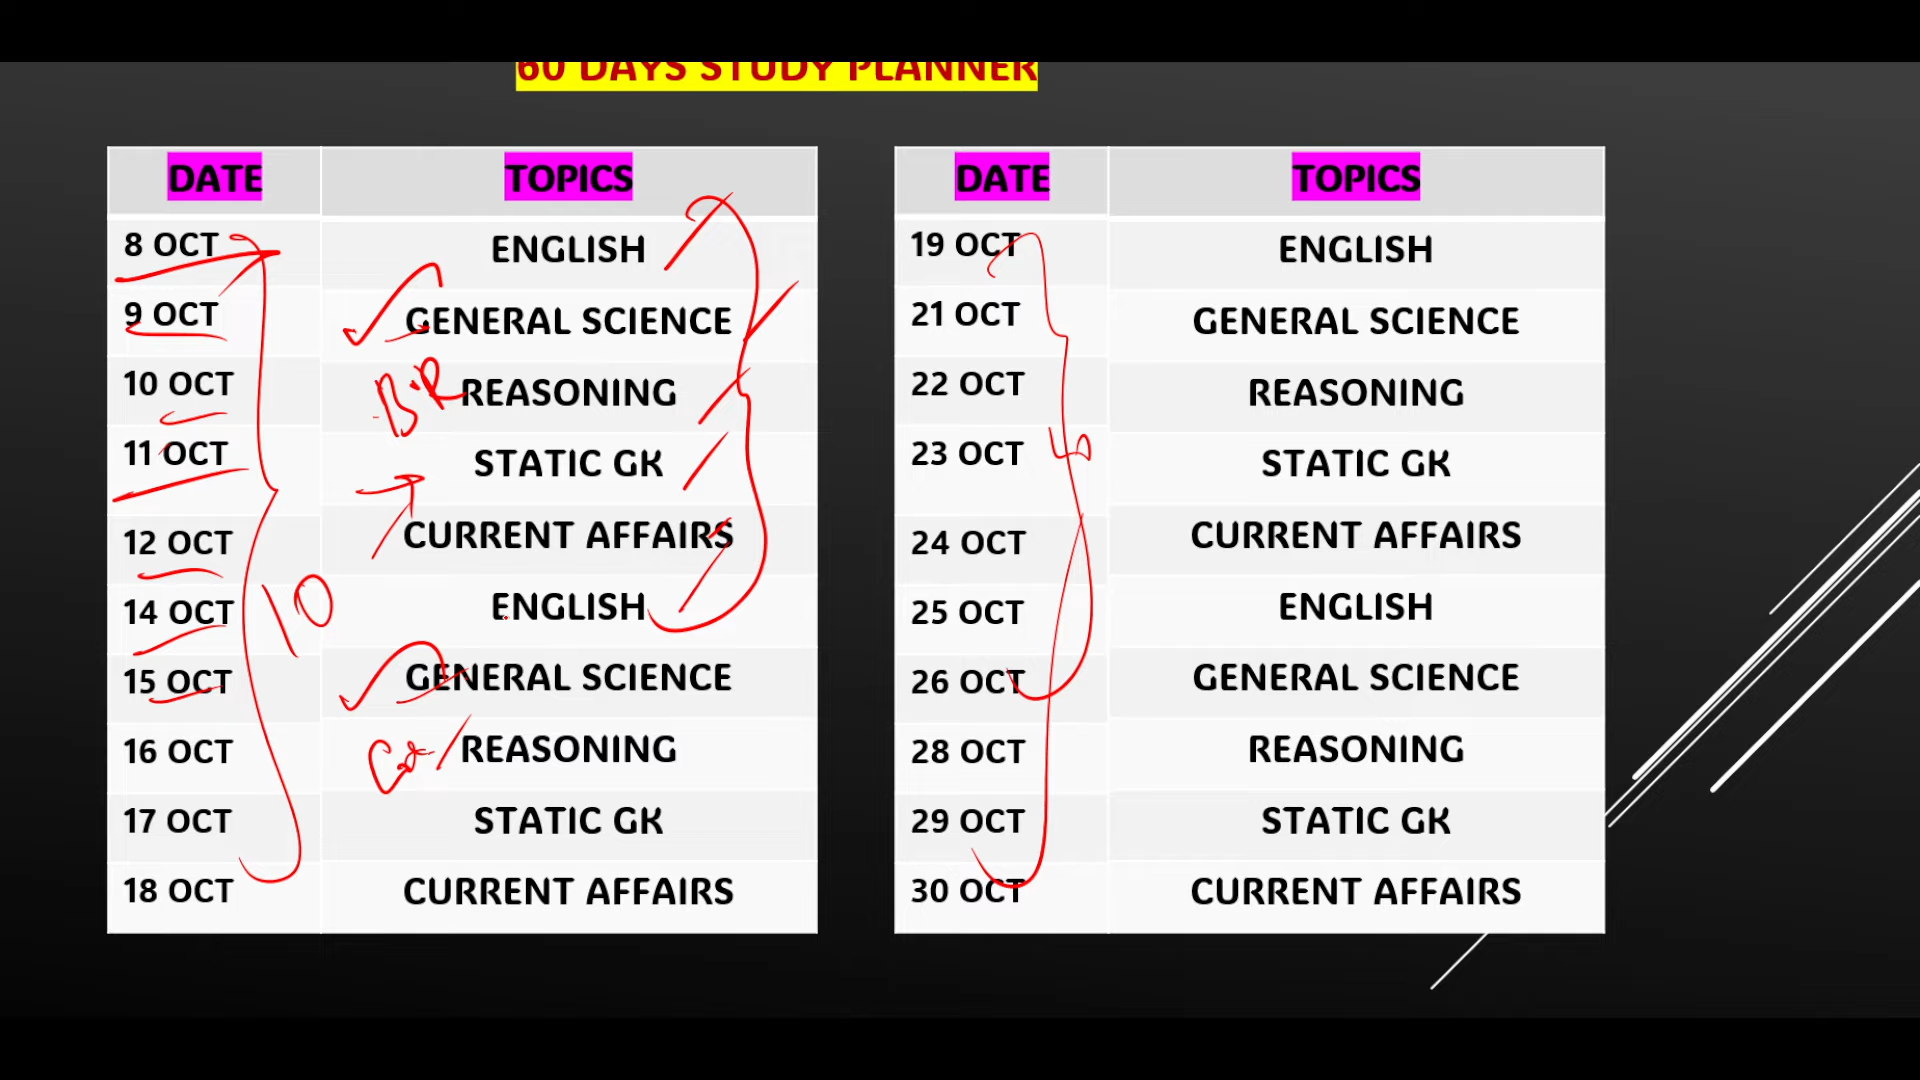 60 DAYS STUDY PLANNER
DATE TOPICS
8 OCT ENGLISH
9 OCT GENERAL SCIENCE
10 OCT B.R REASONING
11 OCT STATIC GK
12 OCT CURRENT AFFAIRS
14 OCT 10 ENGLISH
15 OCT GENERAL SCIENCE
16 OCT REASONING
17 OCT STATIC GK
18 OCT CURRENT AFFAIRS
DATE TOPICS
19 OCT ENGLISH
21 OCT GENERAL SCIENCE
22 OCT REASONING
23 OCT STATIC GK
24 OCT CURRENT AFFAIRS
25 OCT ENGLISH
26 OCT GENERAL SCIENCE
28 OCT REASONING
29 OCT STATIC GK
30 OCT CURRENT AFFAIRS